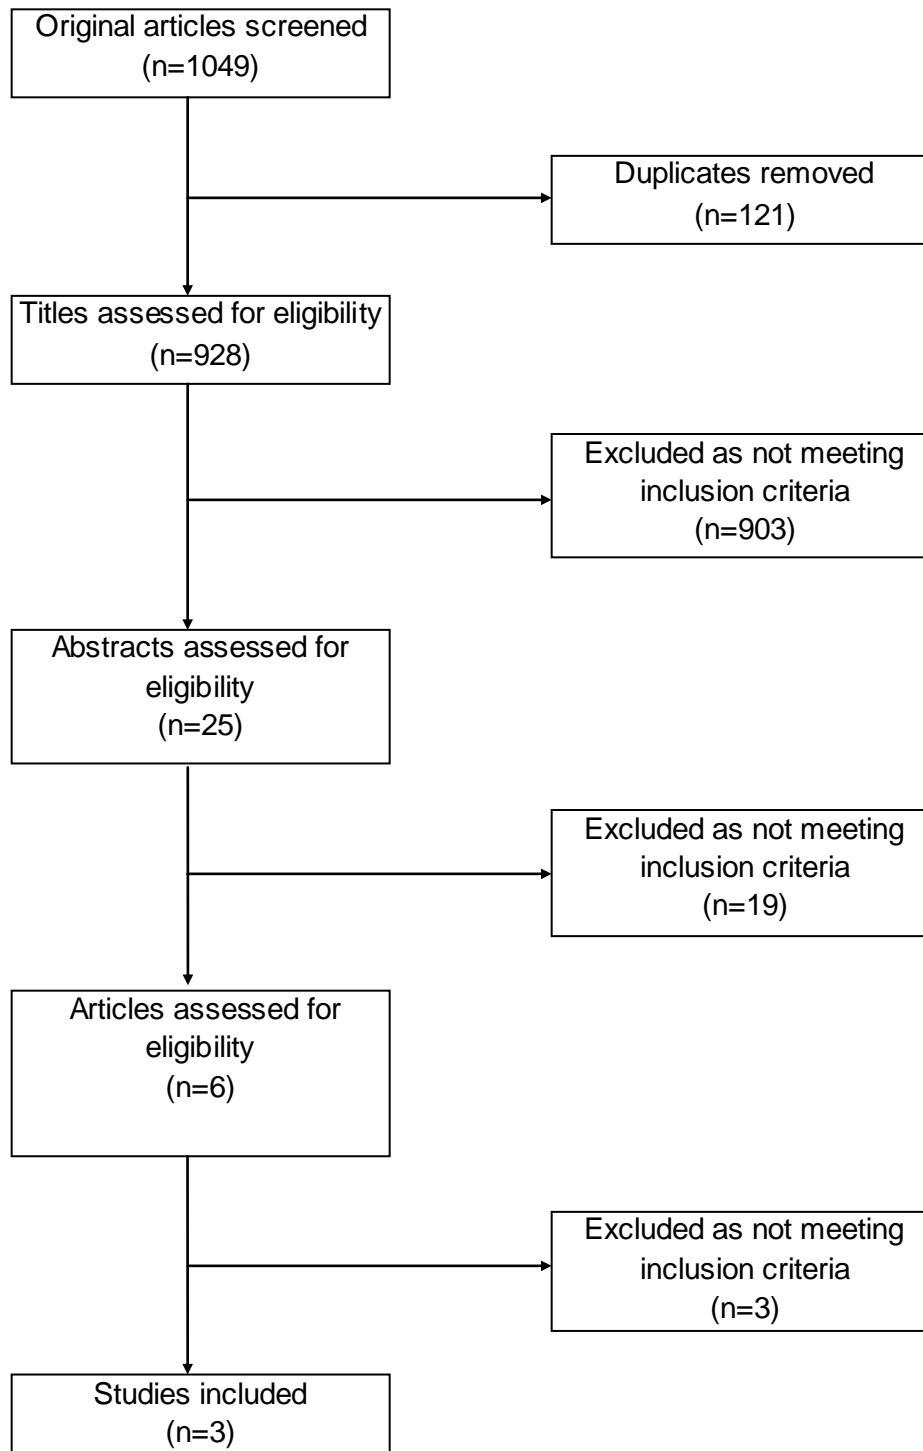 Original articles screened
(n=1049)
Duplicates removed
(n=121)
Titles assessed for eligibility
(n=928)
Excluded as not meeting
inclusion criteria
(n=903)
Abstracts assessed for
eligibility
(n=25)
Excluded as not meeting
inclusion criteria
(n=19)
Articles assessed for
eligibility
(n=6)
Excluded as not meeting
inclusion criteria
(n=3)
Studies included
(n=3)